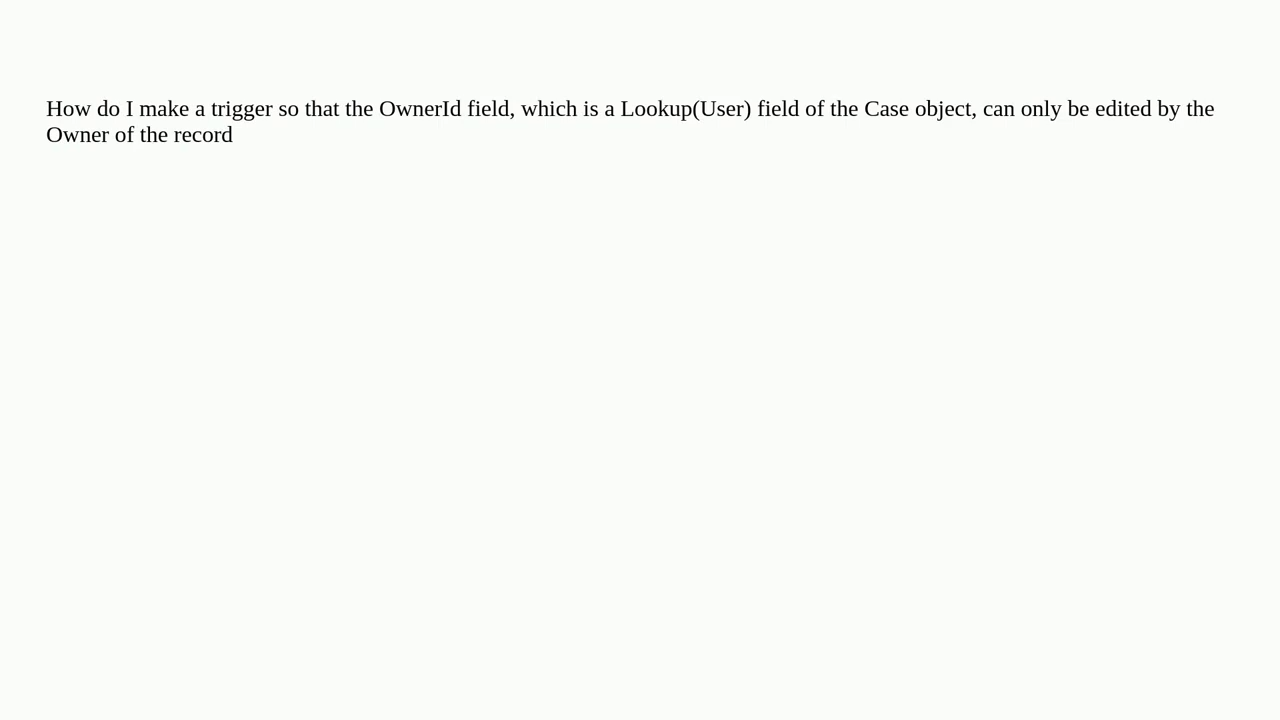 How do I make a trigger so that the OwnerId field, which is a Lookup(User) field of the Case object, can only be edited by the
Owner of the record